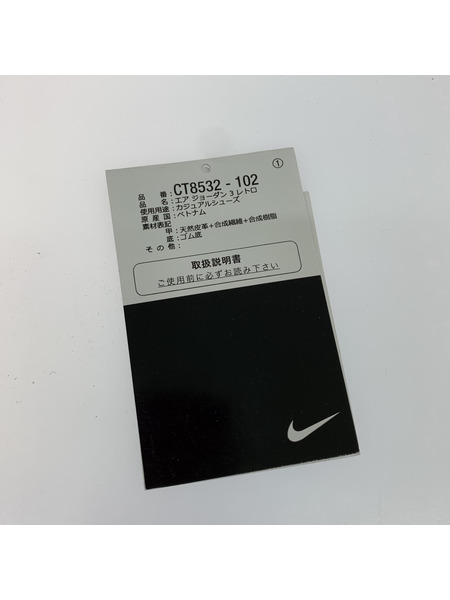 ①
品 番:CT8532 - 102
品 名:エア ジョーダン 3 レトロ
使用用途:カジュアルシューズ
原 産 国:ベトナム
素材表記
甲:天然皮革+合成繊維+合成樹脂
底:ゴム底
そ の 他:
取扱説明書
ご使用前に必ずお読み下さい